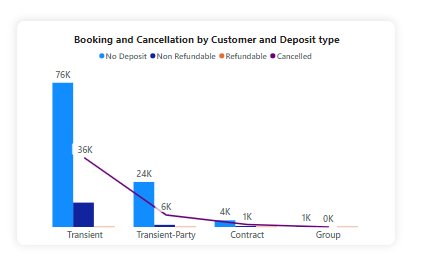 Booking and Cancellation by Customer and Deposit type
No Deposit Non Refundable Refundable Cancelled
76K
36K
24K
6K
4K
1K
1K
0K
Transient Transient-Party Contract Group